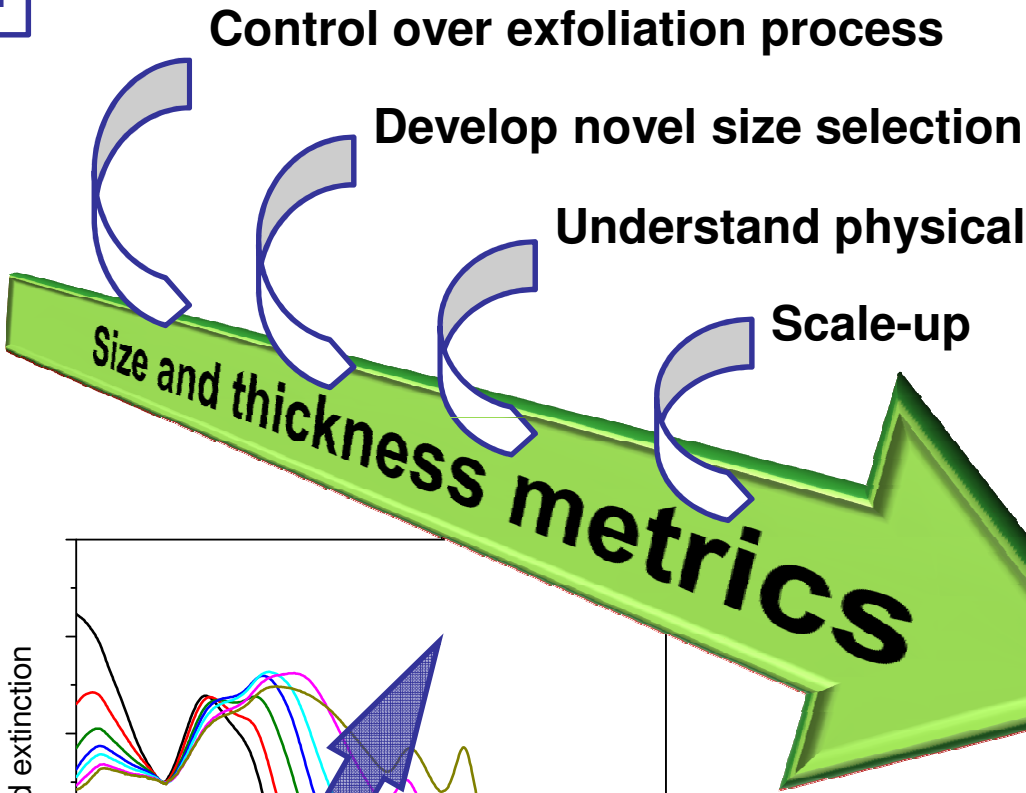 Control over exfoliation process
Develop novel size selection
Understand physical
Scale-up
Size and thickness metrics
extinction